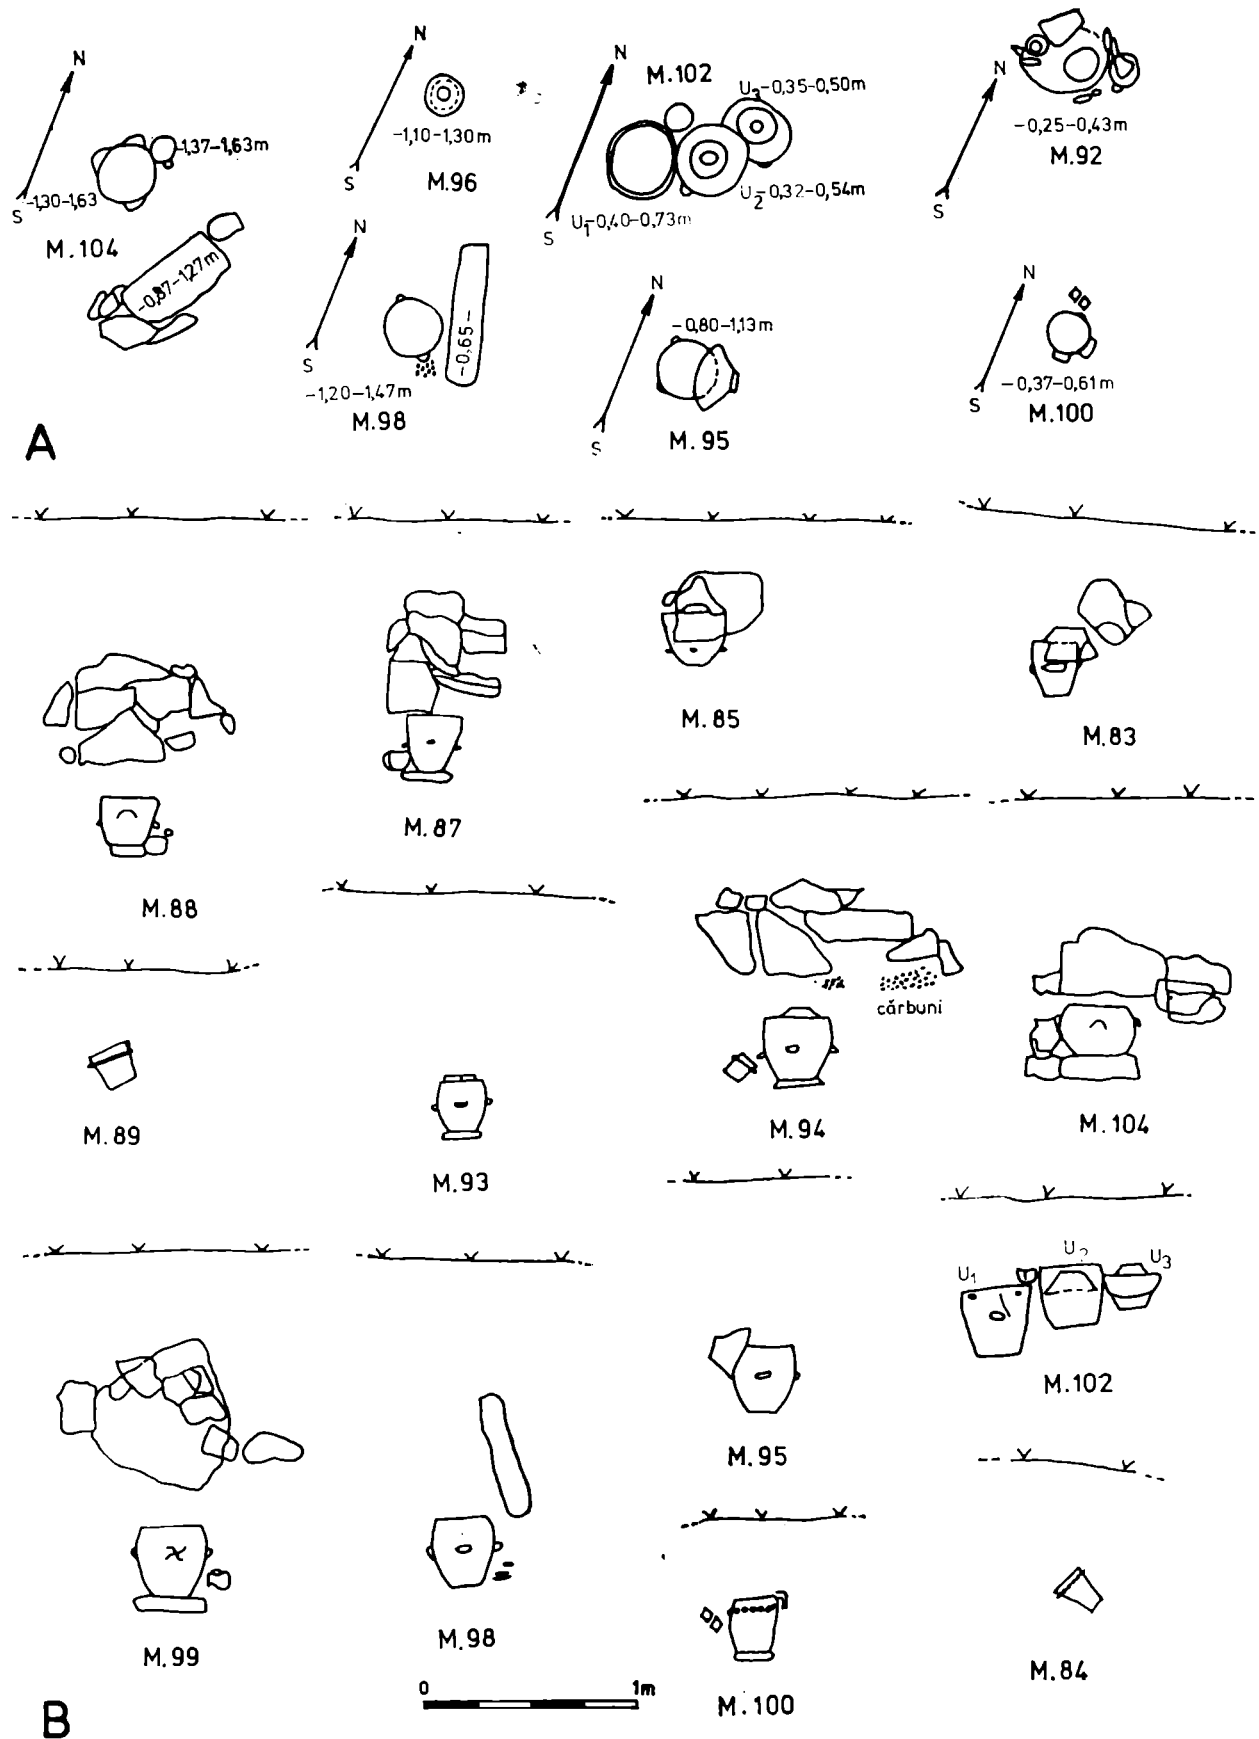 N
-1,37-1,63m
S
-1,30-1,63
M.104
-0,87-1,27m
N
-1,10-1,30m
S
M.96
N
M.102
U3-0,35-0,50m
U2-0,32-0,54m
U1-0,40-0,73m
S
N
-0,25-0,43m
M.92
S
N
-0,65-
S
-1,20-1,47m
M.98
N
-0,80-1,13m
M.95
S
N
-0,37-0,61m
S
M.100
A
M.85
M.83
M.87
M.88
cărbuni
M.89
M.93
M.94
M.104
U1
U2
U3
M.102
M.95
M.99
M.98
M.84
0
1m
M.100
B